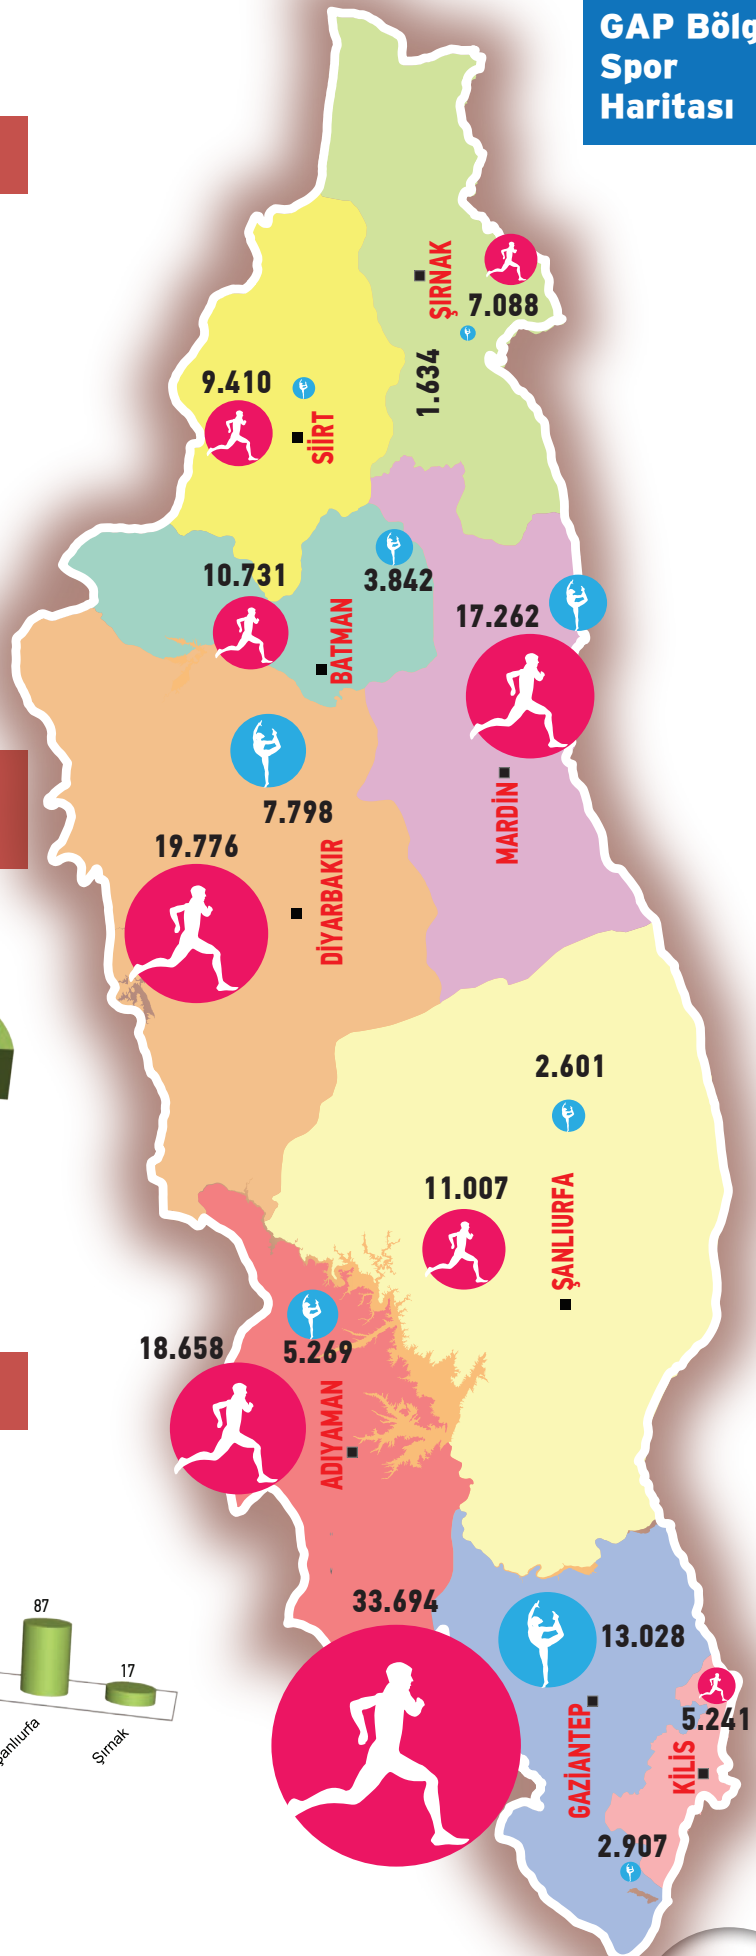 GAP Bölg
Spor
Haritası
ŞIRNAK
7.088
1.634
9.410
SİİRT
10.731
3.842
BATMAN
17.262
MARDİN
7.798
19.776
DİYARBAKIR
2.601
11.007
ŞANLIURFA
18.658
5.269
ADIYAMAN
33.694
13.028
GAZİANTEP
5.241
KİLİS
2.907
87
17
Şanlıurfa
Şırnak